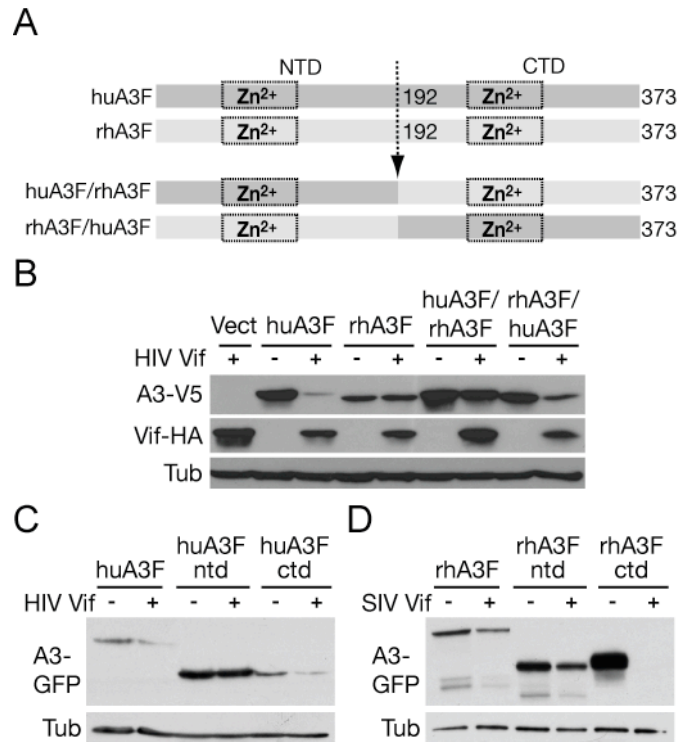 A
NTD CTD
huA3F Zn2+ 192 Zn2+ 373
rhA3F Zn2+ 192 Zn2+ 373
huA3F/rhA3F Zn2+ Zn2+ 373
rhA3F/huA3F Zn2+ Zn2+ 373
B
huA3F/ rhA3F/
Vect huA3F rhA3F rhA3F huA3F
HIV Vif + - + - + - + - +
A3-V5
Vif-HA
Tub
C
huA3F huA3F
huA3F ntd ctd
HIV Vif - + - + - +
A3-
GFP
Tub
D
rhA3F rhA3F
rhA3F ntd ctd
SIV Vif - + - + - +
A3-
GFP
Tub